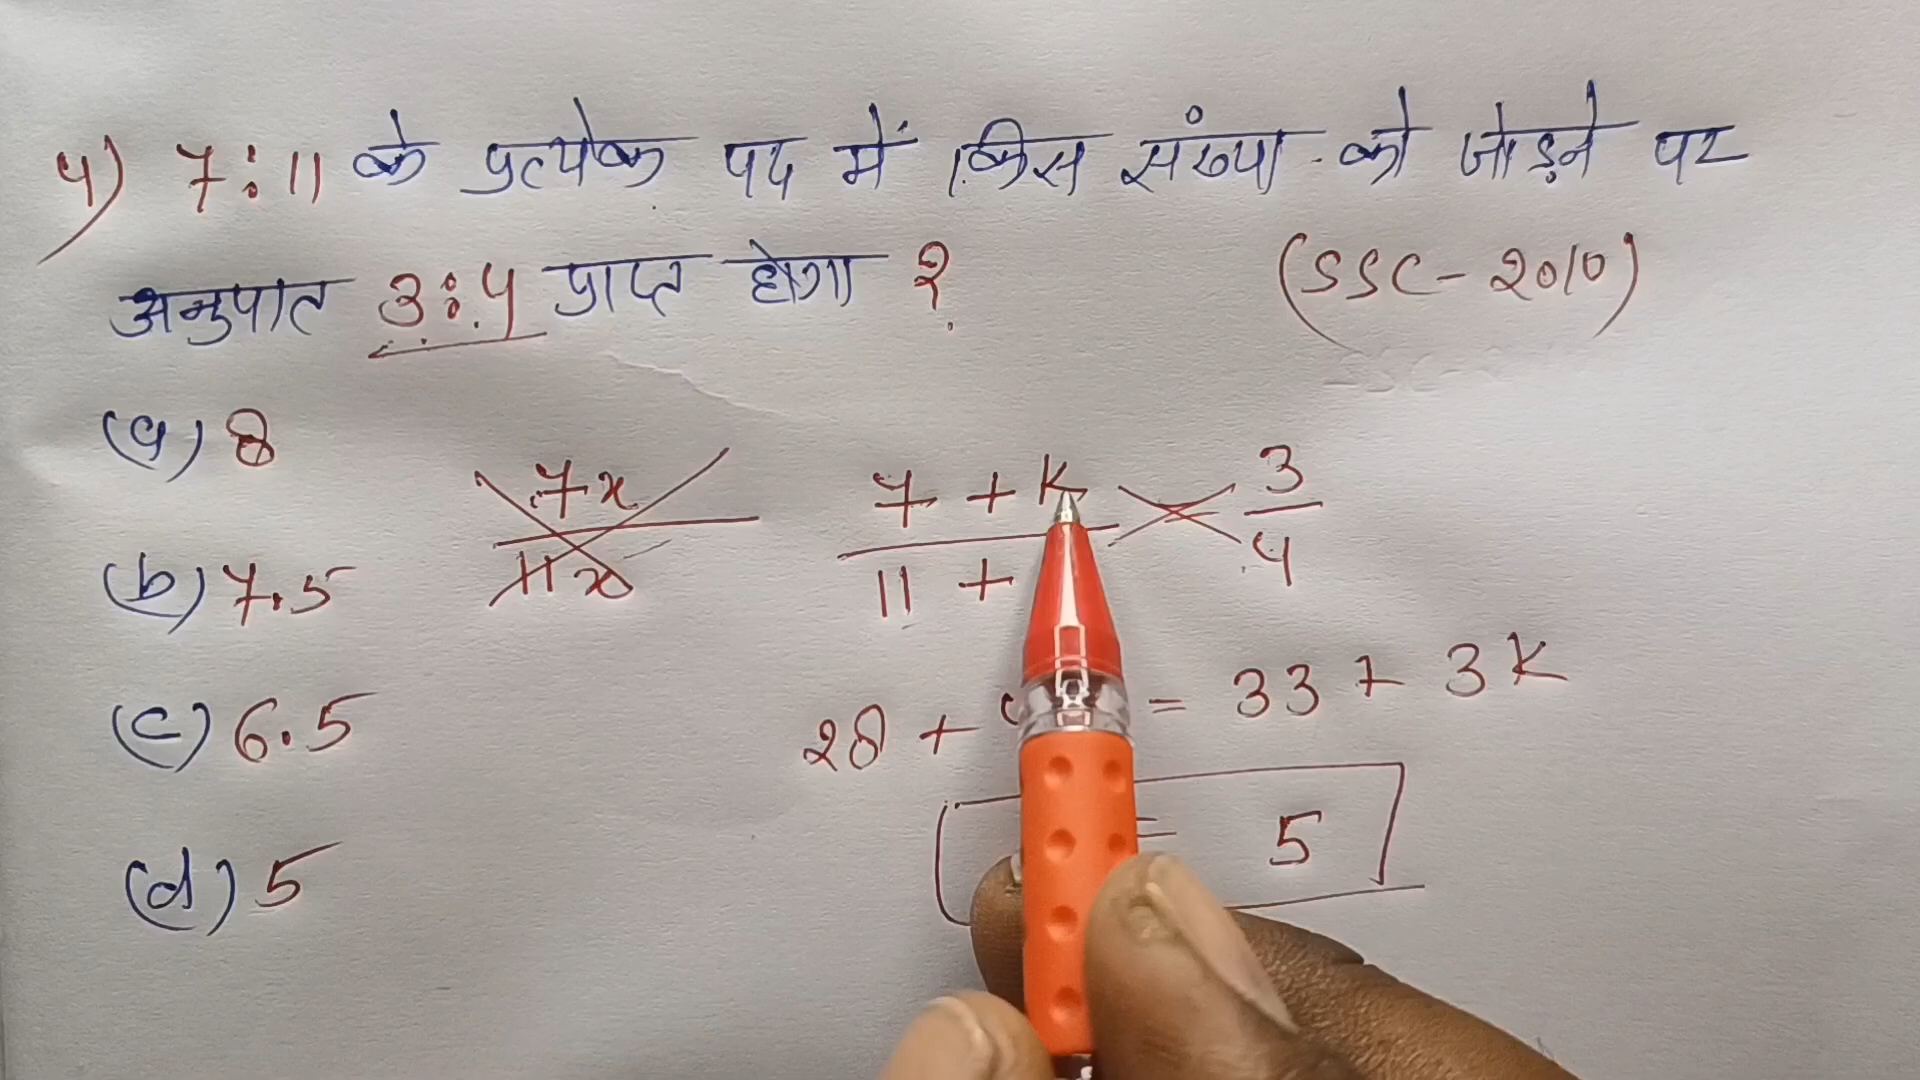 4) 7:11 के प्रत्येक पद में किस संख्या को जोड़ने पर
अनुपात 3:4 प्राप्त होगा ?
(SSC-2010)
(a) 8
(b) 7.5
(c) 6.5
(d) 5
7x
11x
7 + k = 3
11 + 4
28 + = 33 + 3k
= 5